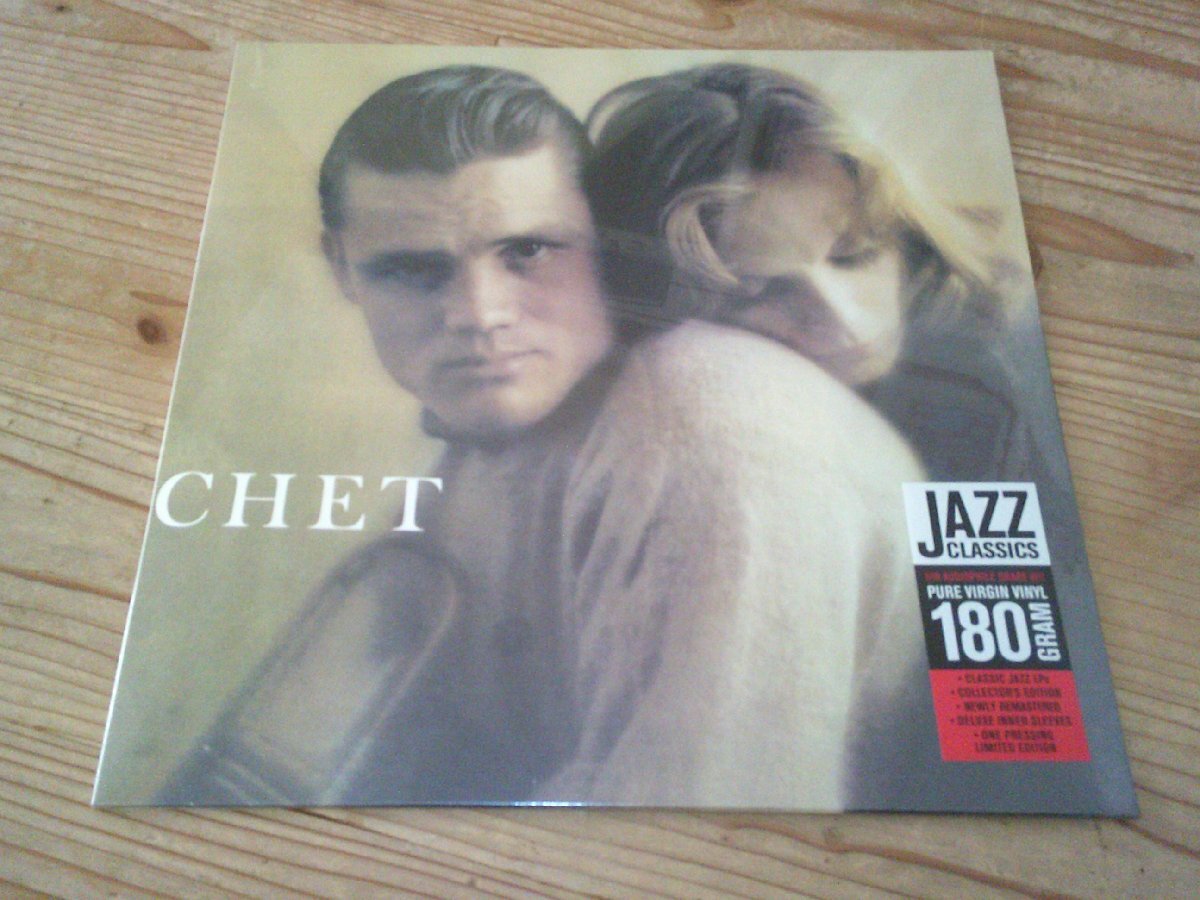 CHET
JAZZ
CLASSICS
PURE VIRGIN VINYL
180
GRAM
• CLASSIC JAZZ LPs
• COLLECTOR'S EDITION
• NEWLY REMASTERED
• DELUXE INNER SLEEVES
• ONE PRESSING
LIMITED EDITION